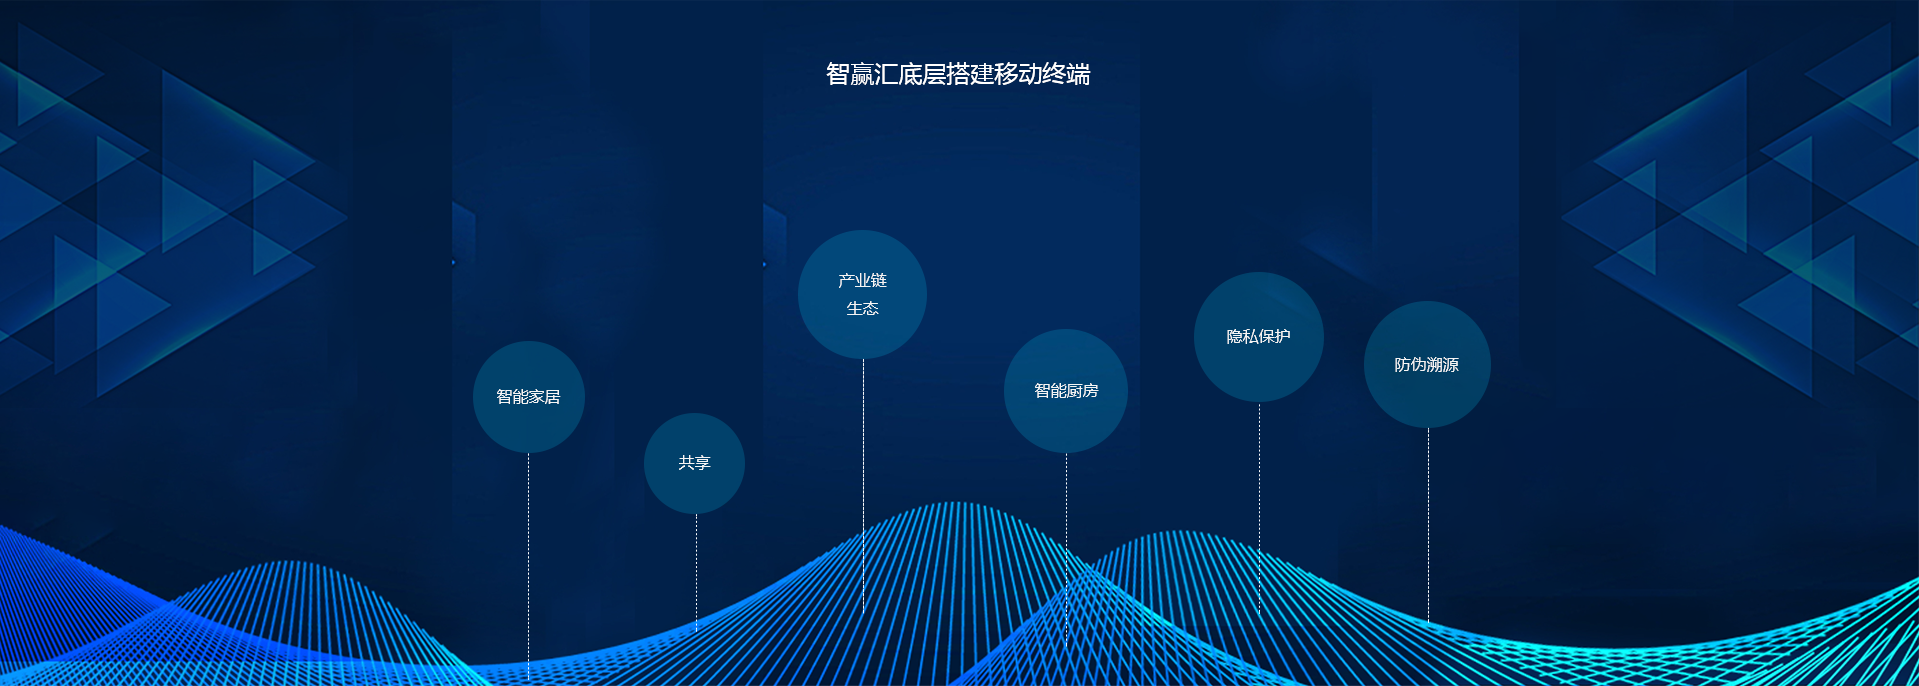 智赢汇底层搭建移动终端
产业链
生态
隐私保护
防伪溯源
智能厨房
智能家居
共享